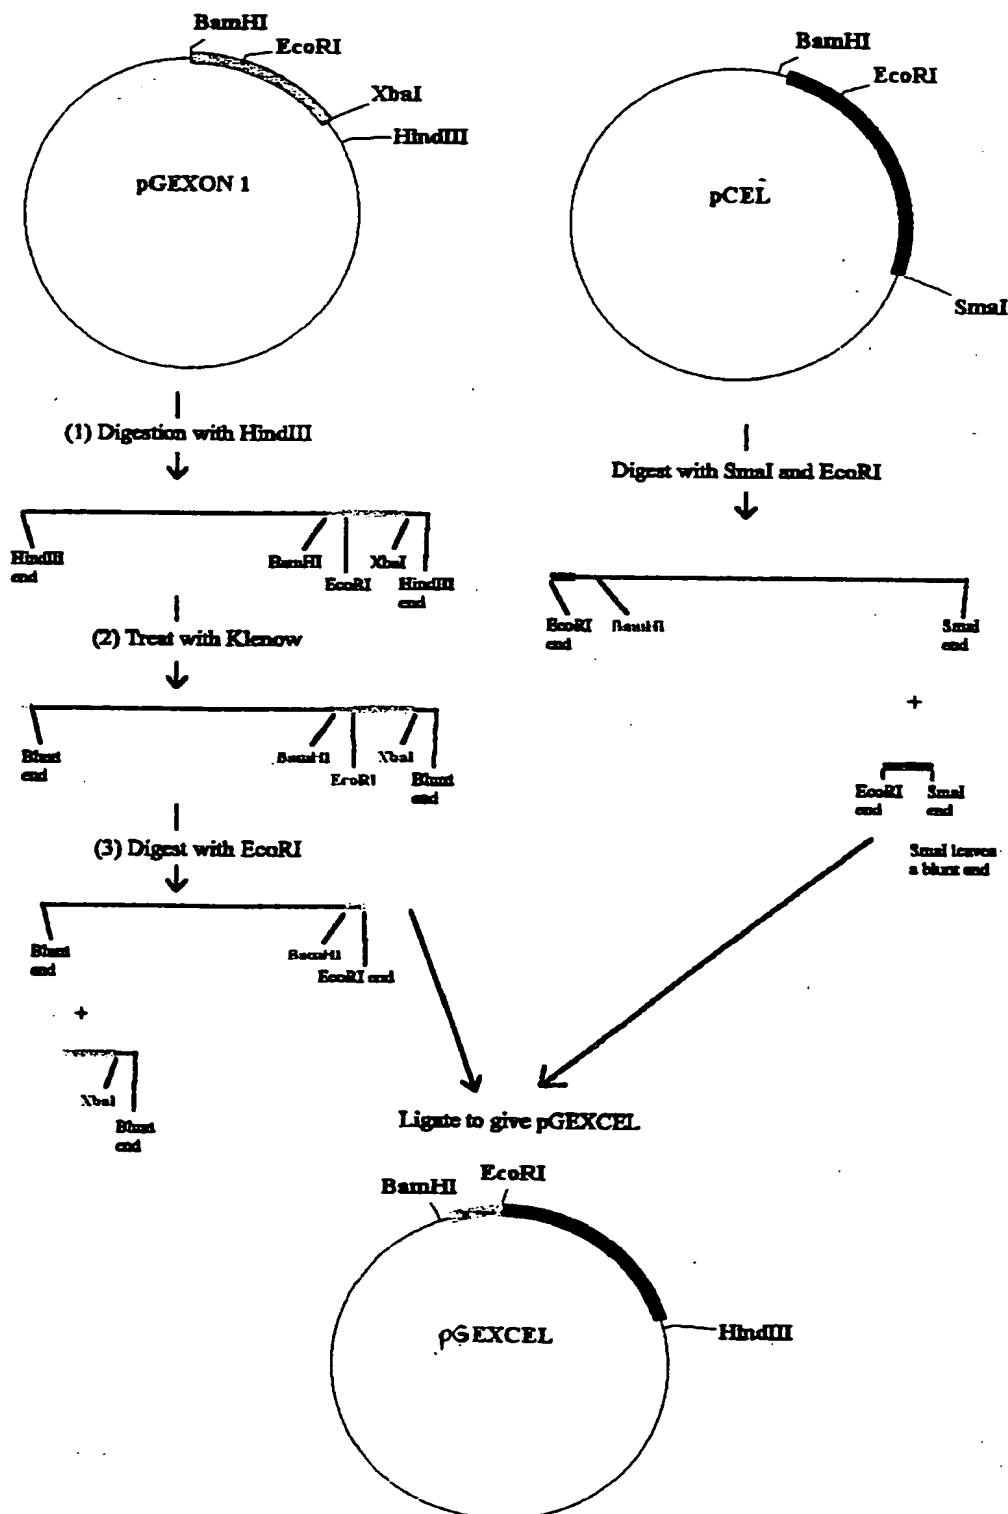 BamHI
EcoRI
XbaI
HindIII
pGEXON 1
BamHI
EcoRI
pCEL
SmaI
(1) Digestion with HindIII
Digest with SmaI and EcoRI
HindIII
end
BamHI
EcoRI
XbaI
HindIII
end
EcoRI
end
BamHI
SmaI
end
(2) Treat with Klenow
+
Blunt
end
BamHI
EcoRI
XbaI
Blunt
end
EcoRI
end
SmaI
end
SmaI leaves
a blunt end
(3) Digest with EcoRI
Blunt
end
BamHI
EcoRI end
+
XbaI
Blunt
end
Ligate to give pGEXCEL
BamHI
EcoRI
pGEXCEL
HindIII